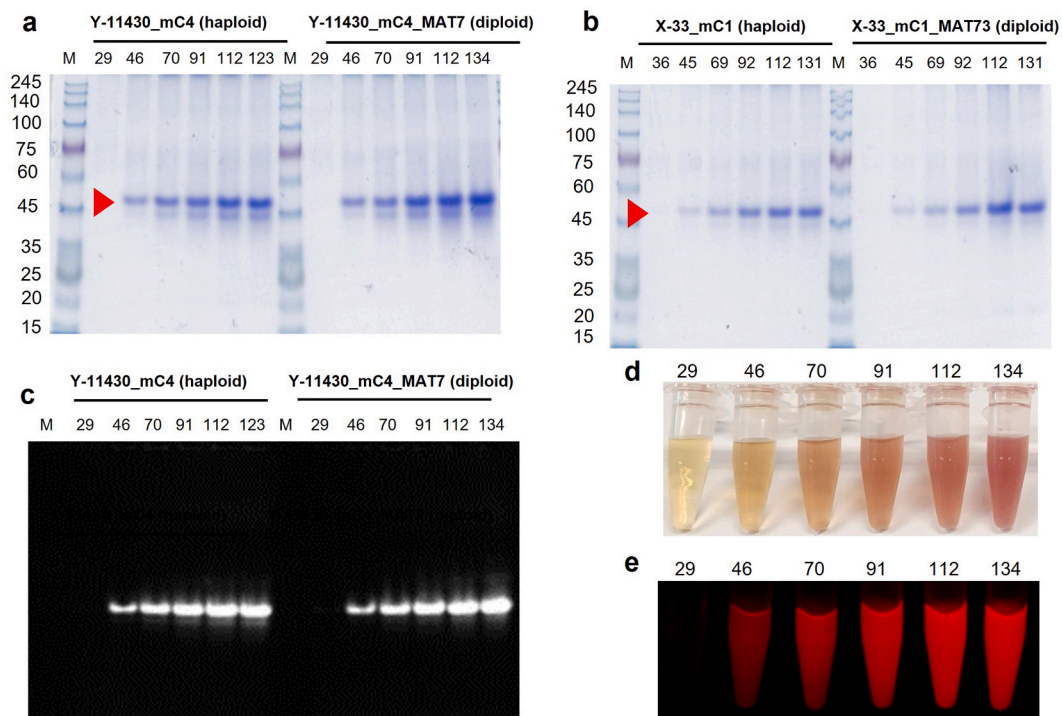 a
Y-11430_mC4 (haploid) Y-11430_mC4_MAT7 (diploid)
M 29 46 70 91 112 123 M 29 46 70 91 112 134
245
140
100
75
60
45
35
25
20
15
b
X-33_mC1 (haploid) X-33_mC1_MAT73 (diploid)
M 36 45 69 92 112 131 M 36 45 69 92 112 131
245
140
100
75
60
45
35
25
20
15
c
Y-11430_mC4 (haploid) Y-11430_mC4_MAT7 (diploid)
M 29 46 70 91 112 123 M 29 46 70 91 112 134
d
29 46 70 91 112 134
e
29 46 70 91 112 134